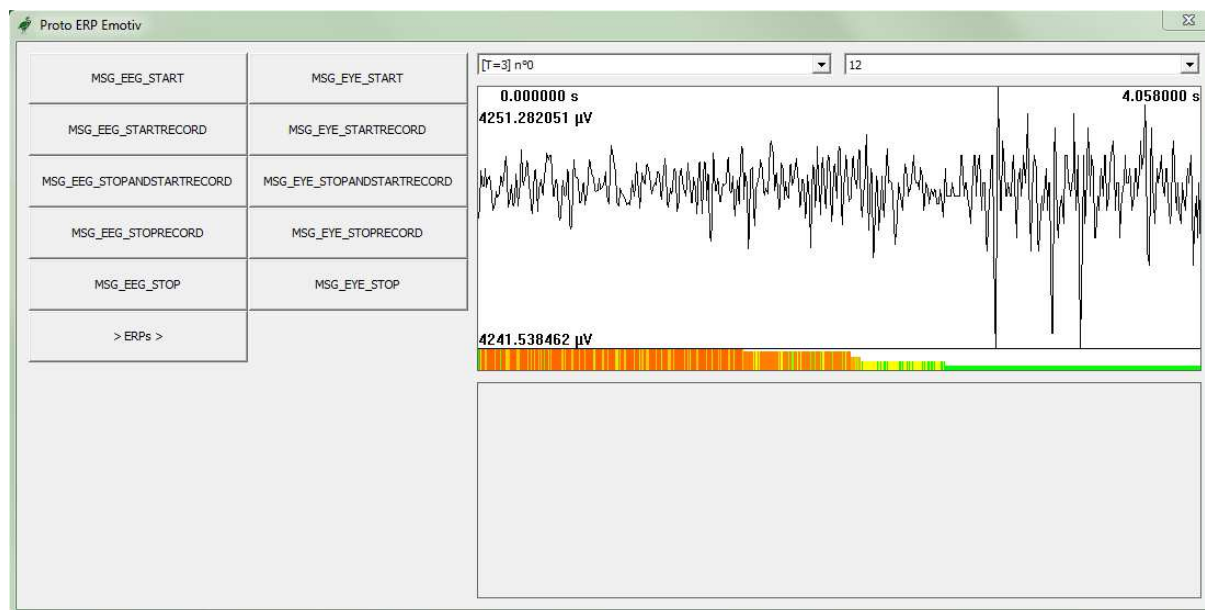 Proto ERP Emotiv
MSG_EEG_START
MSG_EYE_START
MSG_EEG_STARTRECORD
MSG_EYE_STARTRECORD
MSG_EEG_STOPANDSTARTRECORD
MSG_EYE_STOPANDSTARTRECORD
MSG_EEG_STOPRECORD
MSG_EYE_STOPRECORD
MSG_EEG_STOP
MSG_EYE_STOP
> ERPs >
[T=3] nº0
12
0.000000 s
4.058000 s
4251.282051 µV
4241.538462 µV